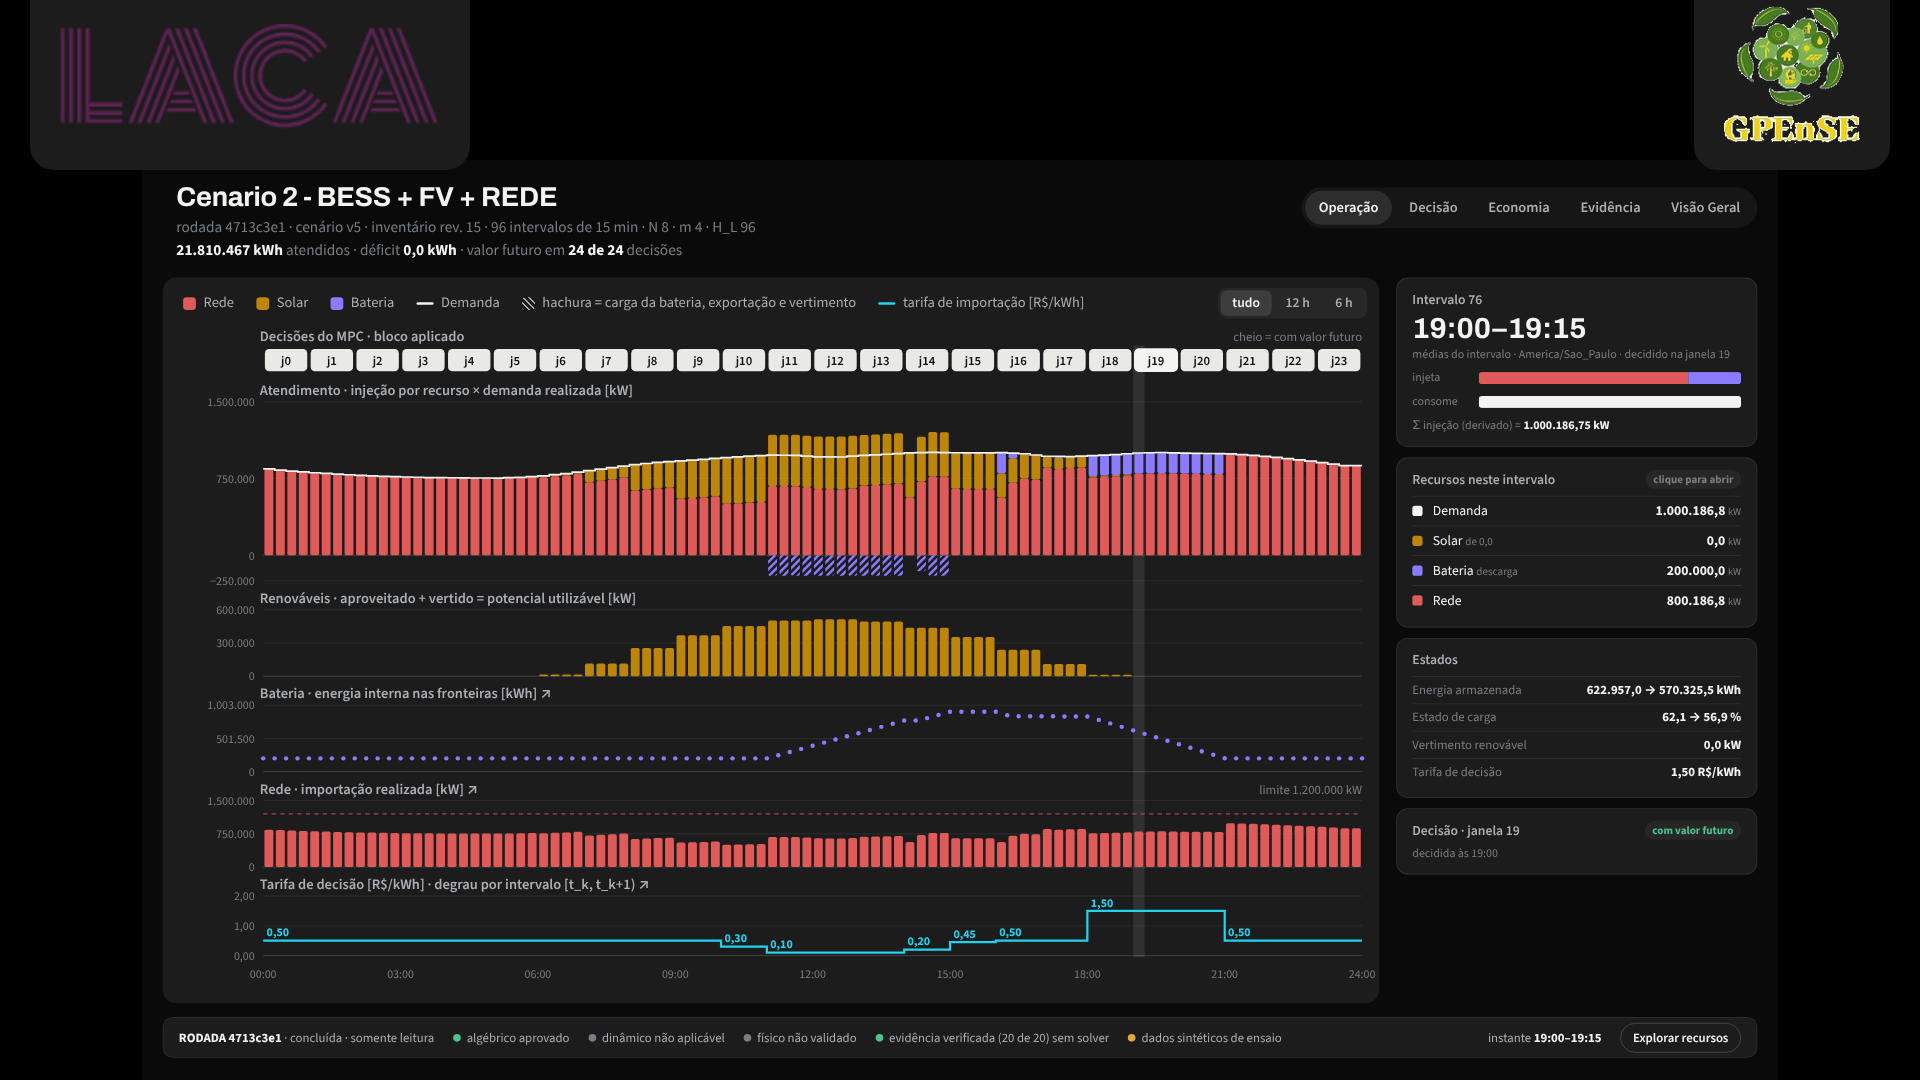 LACA
GPEnSE
Cenario 2 - BESS + FV + REDE
rodada 4713c3e1 · cenário v5 · inventário rev. 15 · 96 intervalos de 15 min · N 8 · m 4 · H_L 96
21.810.467 kWh atendidos · déficit 0,0 kWh · valor futuro em 24 de 24 decisões
Operação Decisão Economia Evidência Visão Geral
Rede Solar Bateria Demanda hachura = carga da bateria, exportação e vertimento tarifa de importação [R$/kWh]
tudo 12 h 6 h
Decisões do MPC · bloco aplicado
cheio = com valor futuro
j0 j1 j2 j3 j4 j5 j6 j7 j8 j9 j10 j11 j12 j13 j14 j15 j16 j17 j18 j19 j20 j21 j22 j23
Atendimento · injeção por recurso × demanda realizada [kW]
1.500.000
750.000
0
−250.000
Renováveis · aproveitado + vertido = potencial utilizável [kW]
600.000
300.000
0
Bateria · energia interna nas fronteiras [kWh] ↗
1.003.000
501.500
0
Rede · importação realizada [kW] ↗
limite 1.200.000 kW
1.500.000
750.000
0
Tarifa de decisão [R$/kWh] · degrau por intervalo [t_k, t_k+1) ↗
2,00
1,00
0,00
0,50 0,30 0,10 0,20 0,45 0,50 1,50 0,50
00:00 03:00 06:00 09:00 12:00 15:00 18:00 21:00 24:00
Intervalo 76
19:00–19:15
médias do intervalo · America/Sao_Paulo · decidido na janela 19
injeta
consome
Σ injeção (derivado) = 1.000.186,75 kW
Recursos neste intervalo clique para abrir
Demanda 1.000.186,8 kW
Solar de 0,0 0,0 kW
Bateria descarga 200.000,0 kW
Rede 800.186,8 kW
Estados
Energia armazenada 622.957,0 → 570.325,5 kWh
Estado de carga 62,1 → 56,9 %
Vertimento renovável 0,0 kW
Tarifa de decisão 1,50 R$/kWh
Decisão · janela 19 com valor futuro
decidida às 19:00
RODADA 4713c3e1 · concluída · somente leitura algébrico aprovado dinâmico não aplicável físico não validado evidência verificada (20 de 20) sem solver dados sintéticos de ensaio
instante 19:00–19:15 Explorar recursos